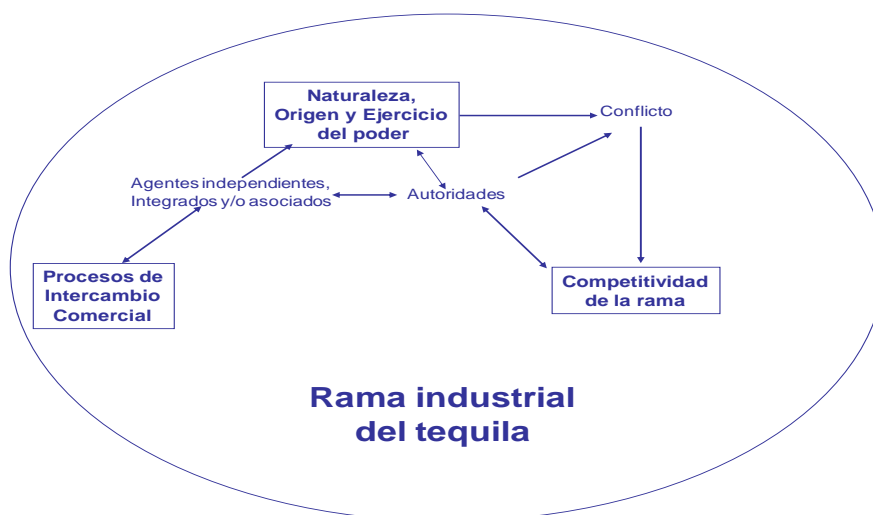 Naturaleza,
Origen y Ejercicio
del poder
Conflicto
Agentes independientes,
Integrados y/o asociados
Autoridades
Procesos de
Intercambio
Comercial
Competitividad
de la rama
Rama industrial
del tequila